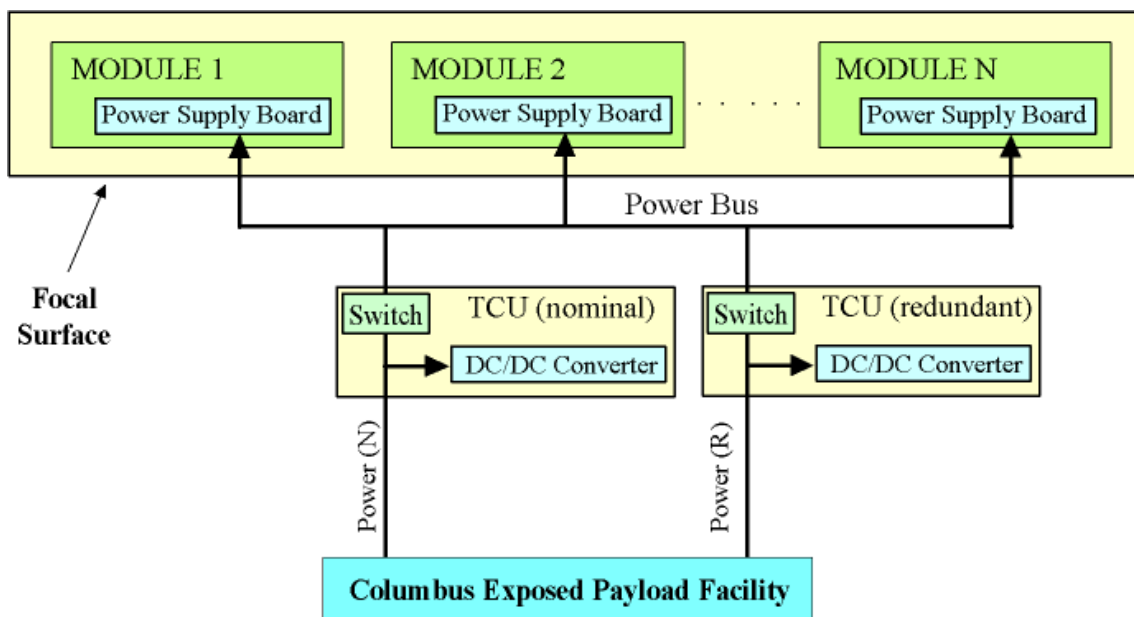 MODULE 1
Power Supply Board
MODULE 2
Power Supply Board
. . . . .
MODULE N
Power Supply Board
Power Bus
Focal
Surface
Switch
TCU (nominal)
DC/DC Converter
Switch
TCU (redundant)
DC/DC Converter
Power (N)
Power (R)
Columbus Exposed Payload Facility